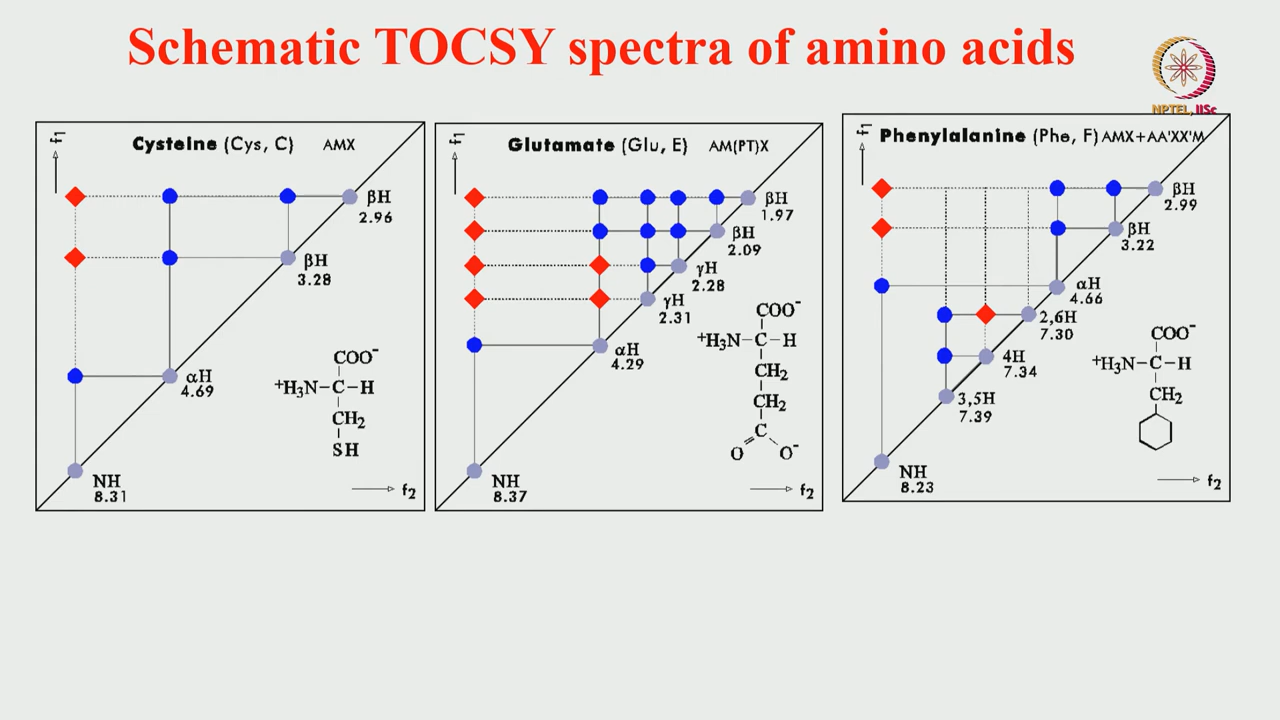 Schematic TOCSY spectra of amino acids
NPTEL, IISc
f1
Cysteine (Cys, C) AMX
βH
2.96
βH
3.28
αH
4.69
COO⁻
⁺H₃N–C–H
CH₂
SH
NH
8.31
f2
f1
Glutamate (Glu, E) AM(PT)X
βH
1.97
βH
2.09
γH
2.28
γH
2.31
αH
4.29
COO⁻
⁺H₃N–C–H
CH₂
CH₂
C
O O⁻
NH
8.37
f2
f1
Phenylalanine (Phe, F) AMX+AA'XX'M
βH
2.99
βH
3.22
αH
4.66
2,6H
7.30
4H
7.34
3,5H
7.39
COO⁻
⁺H₃N–C–H
CH₂
NH
8.23
f2